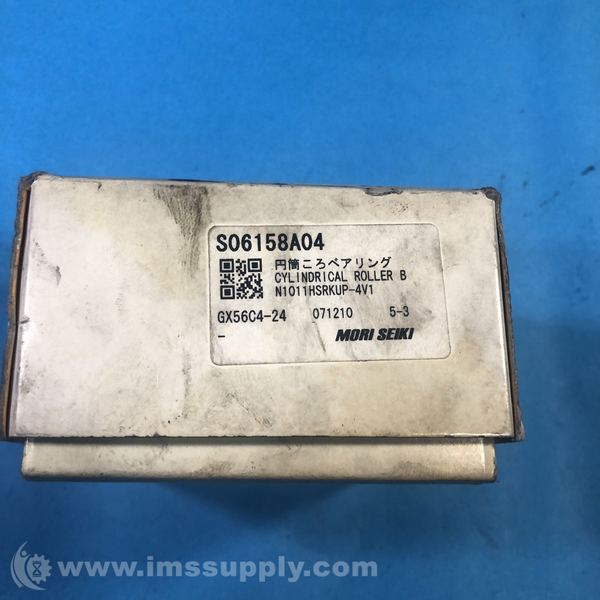 S06158A04
円筒ころベアリング
CYLINDRICAL ROLLER B
N1011HSRKUP-4V1
GX56C4-24 071210 5-3
-
MORI SEIKI
www.imssupply.com